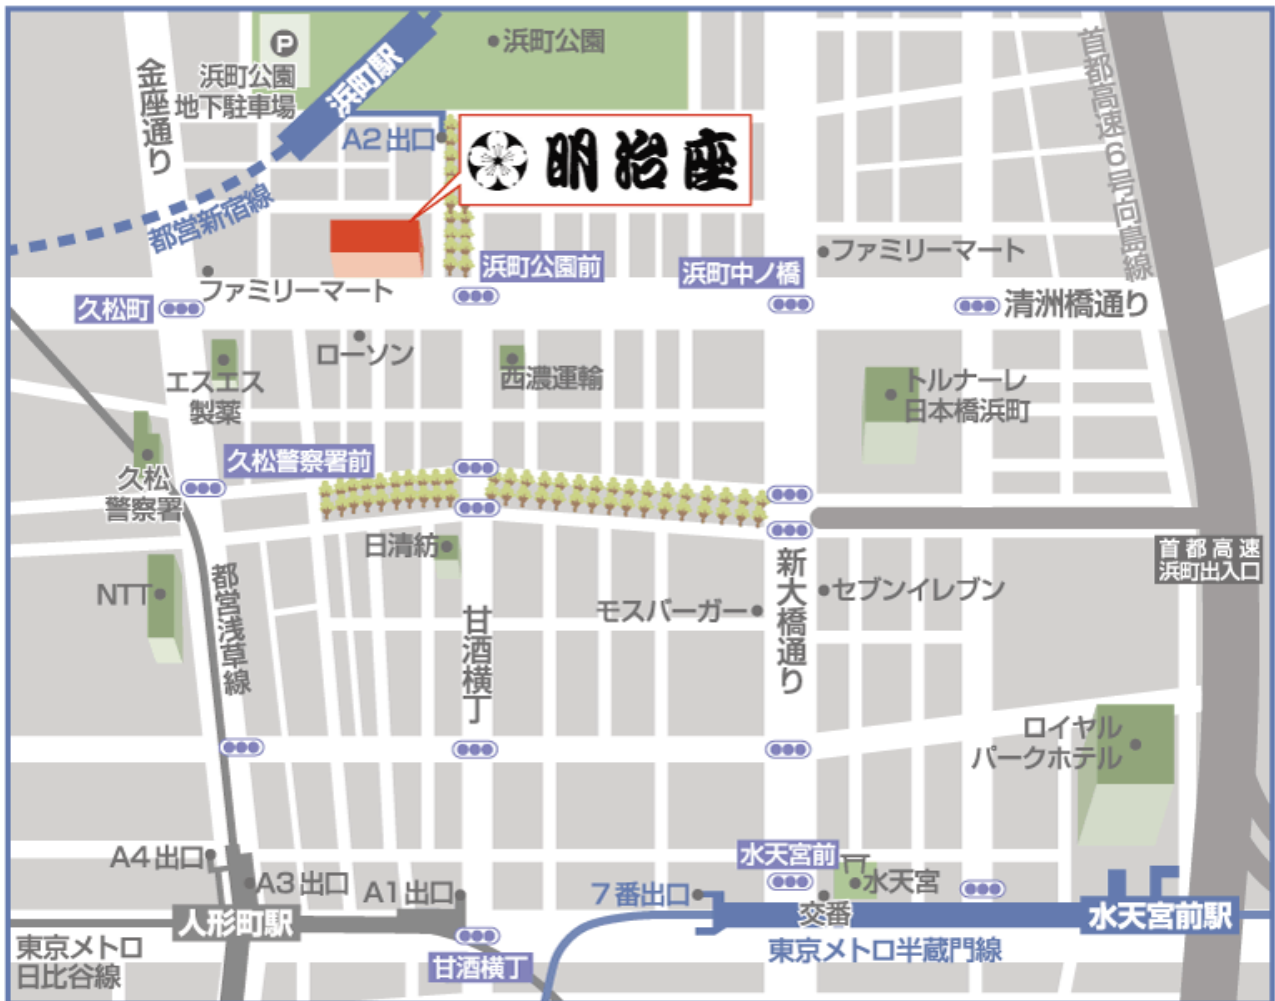 P
浜町公園
浜町公園
地下駐車場
浜町駅
金座通り
首都高速6号向島線
A2出口
明治座
都営新宿線
浜町公園前
浜町中ノ橋
ファミリーマート
ファミリーマート
久松町
清洲橋通り
ローソン
エスエス
製薬
西濃運輸
トルナーレ
日本橋浜町
久松警察署前
久松
警察署
日清紡
首都高速
浜町出入口
NTT
都営浅草線
甘酒横丁
モスバーガー
新大橋通り
セブンイレブン
ロイヤル
パークホテル
A4出口
A3出口
A1出口
7番出口
水天宮前
水天宮
交番
人形町駅
水天宮前駅
東京メトロ
日比谷線
甘酒横丁
東京メトロ半蔵門線